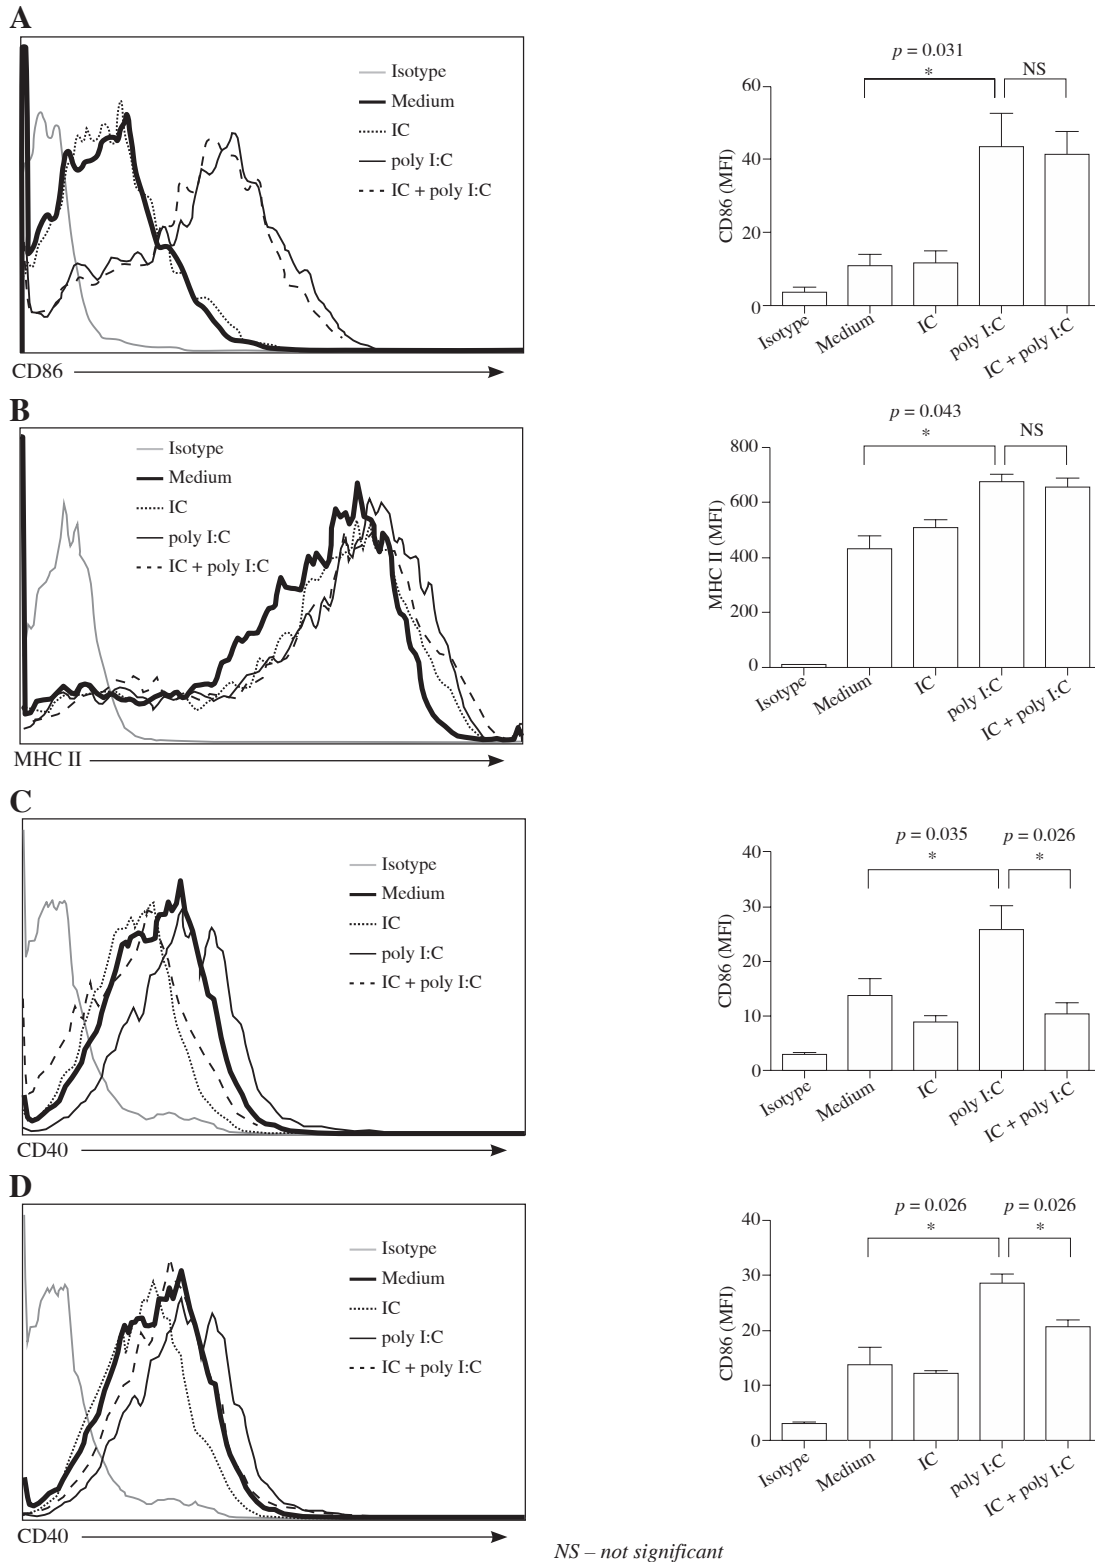 A
Isotype
Medium
IC
poly I:C
IC + poly I:C
CD86
p = 0.031
*
NS
60
40
20
0
CD86 (MFI)
Isotype
Medium
IC
poly I:C
IC + poly I:C
B
Isotype
Medium
IC
poly I:C
IC + poly I:C
MHC II
p = 0.043
*
NS
800
600
400
200
0
MHC II (MFI)
Isotype
Medium
IC
poly I:C
IC + poly I:C
C
Isotype
Medium
IC
poly I:C
IC + poly I:C
CD40
p = 0.035 p = 0.026
* *
40
30
20
10
0
CD86 (MFI)
Isotype
Medium
IC
poly I:C
IC + poly I:C
D
Isotype
Medium
IC
poly I:C
IC + poly I:C
CD40
p = 0.026 p = 0.026
* *
40
30
20
10
0
CD86 (MFI)
Isotype
Medium
IC
poly I:C
IC + poly I:C
NS – not significant